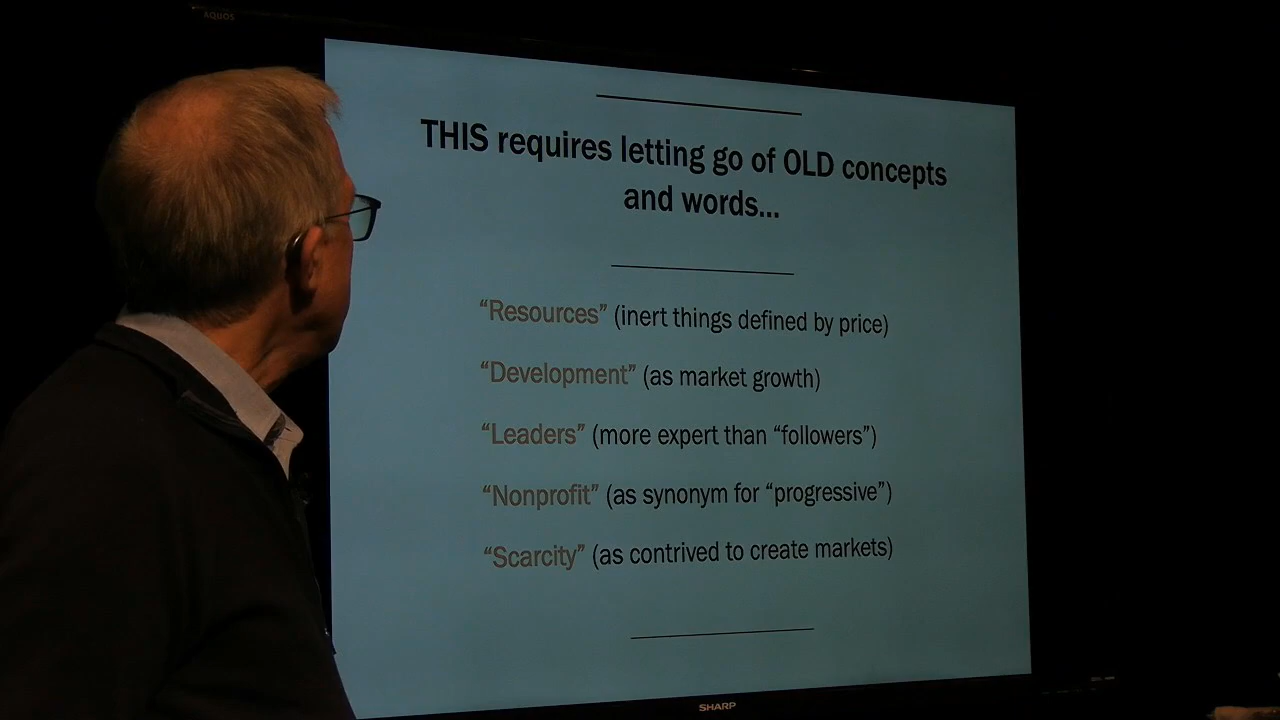 AQUOS
THIS requires letting go of OLD concepts
and words...
“Resources” (inert things defined by price)
“Development” (as market growth)
“Leaders” (more expert than “followers”)
“Nonprofit” (as synonym for “progressive”)
“Scarcity” (as contrived to create markets)
SHARP